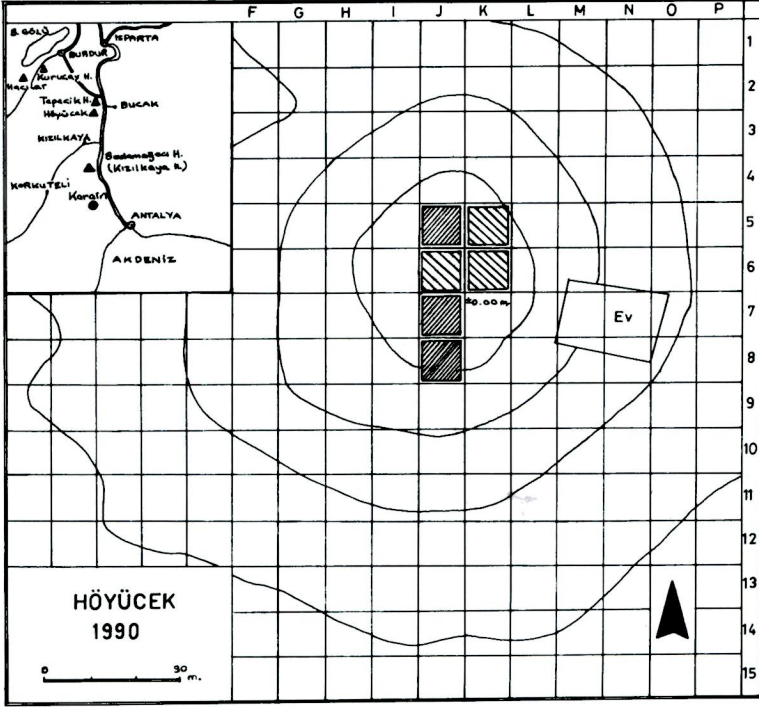 F G H I J K L M N O P
1
2
3
4
5
6
7
8
9
10
11
12
13
14
15
B. GÖLÜ
ISPARTA
BURDUR
Kuruçay H.
Hacılar
Tepecik H.
BUCAK
Höyücek
KIZILKAYA
Bademağacı H.
(Kızılkaya H.)
KORKUTELİ
Karain
ANTALYA
AKDENİZ
±0.00 m
Ev
HÖYÜCEK
1990
0 30
m.